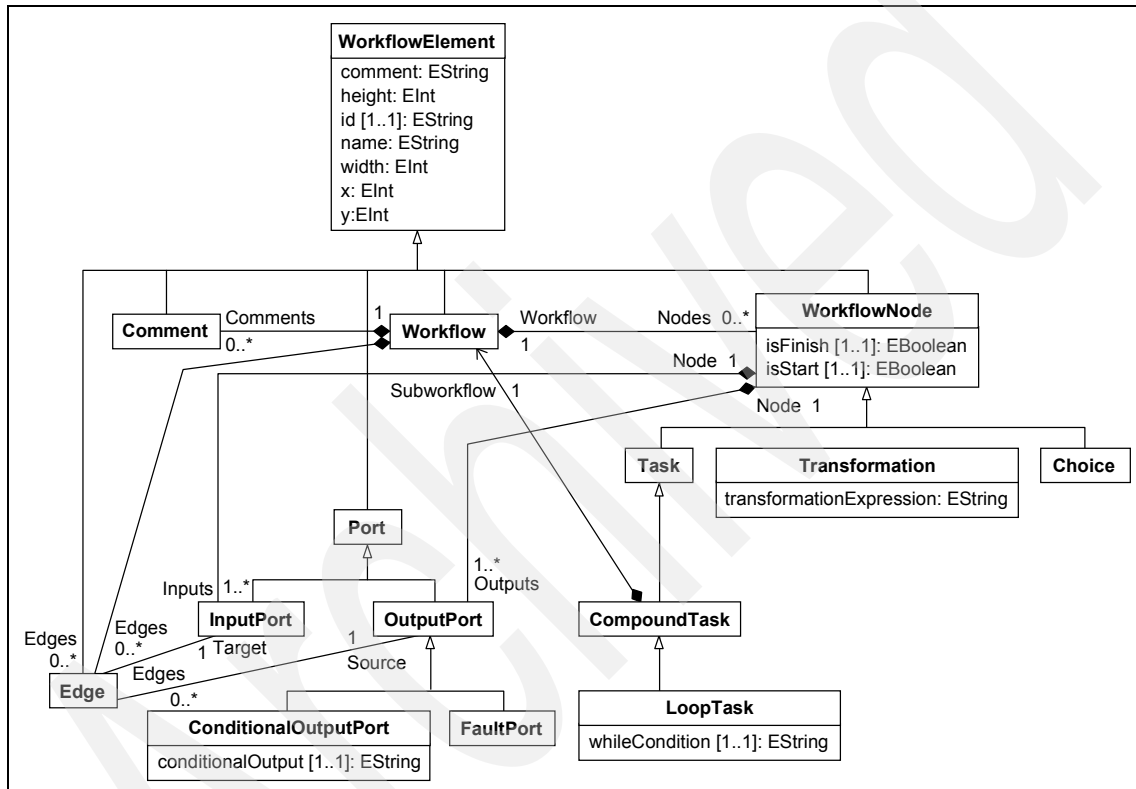 WorkflowElement
comment: EString
height: EInt
id [1..1]: EString
name: EString
width: EInt
x: EInt
y:EInt
Comment
Comments
0..*
1
Workflow
Workflow
1
Nodes 0..*
WorkflowNode
isFinish [1..1]: EBoolean
isStart [1..1]: EBoolean
Node 1
Subworkflow 1
Node 1
Task
Transformation
transformationExpression: EString
Choice
Port
Inputs 1..*
1..*
Outputs
InputPort
OutputPort
CompoundTask
Edges
0..*
Edges
0..*
1 Target
Edges
0..*
1
Source
Edge
ConditionalOutputPort
conditionalOutput [1..1]: EString
FaultPort
LoopTask
whileCondition [1..1]: EString
Archived